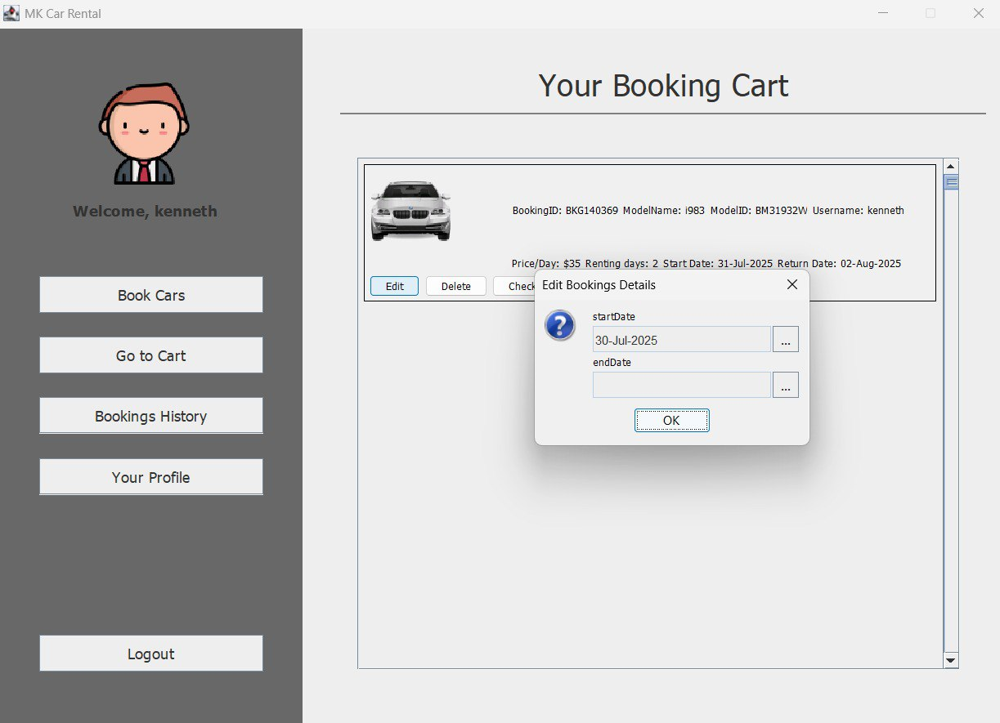 MK Car Rental
Your Booking Cart
Welcome, kenneth
BookingID: BKG140369 ModelName: i983 ModelID: BM31932W Username: kenneth
Price/Day: $35 Renting days: 2 Start Date: 31-Jul-2025 Return Date: 02-Aug-2025
Edit
Delete
Check
Edit Bookings Details
startDate
30-Jul-2025
...
endDate
...
OK
Book Cars
Go to Cart
Bookings History
Your Profile
Logout